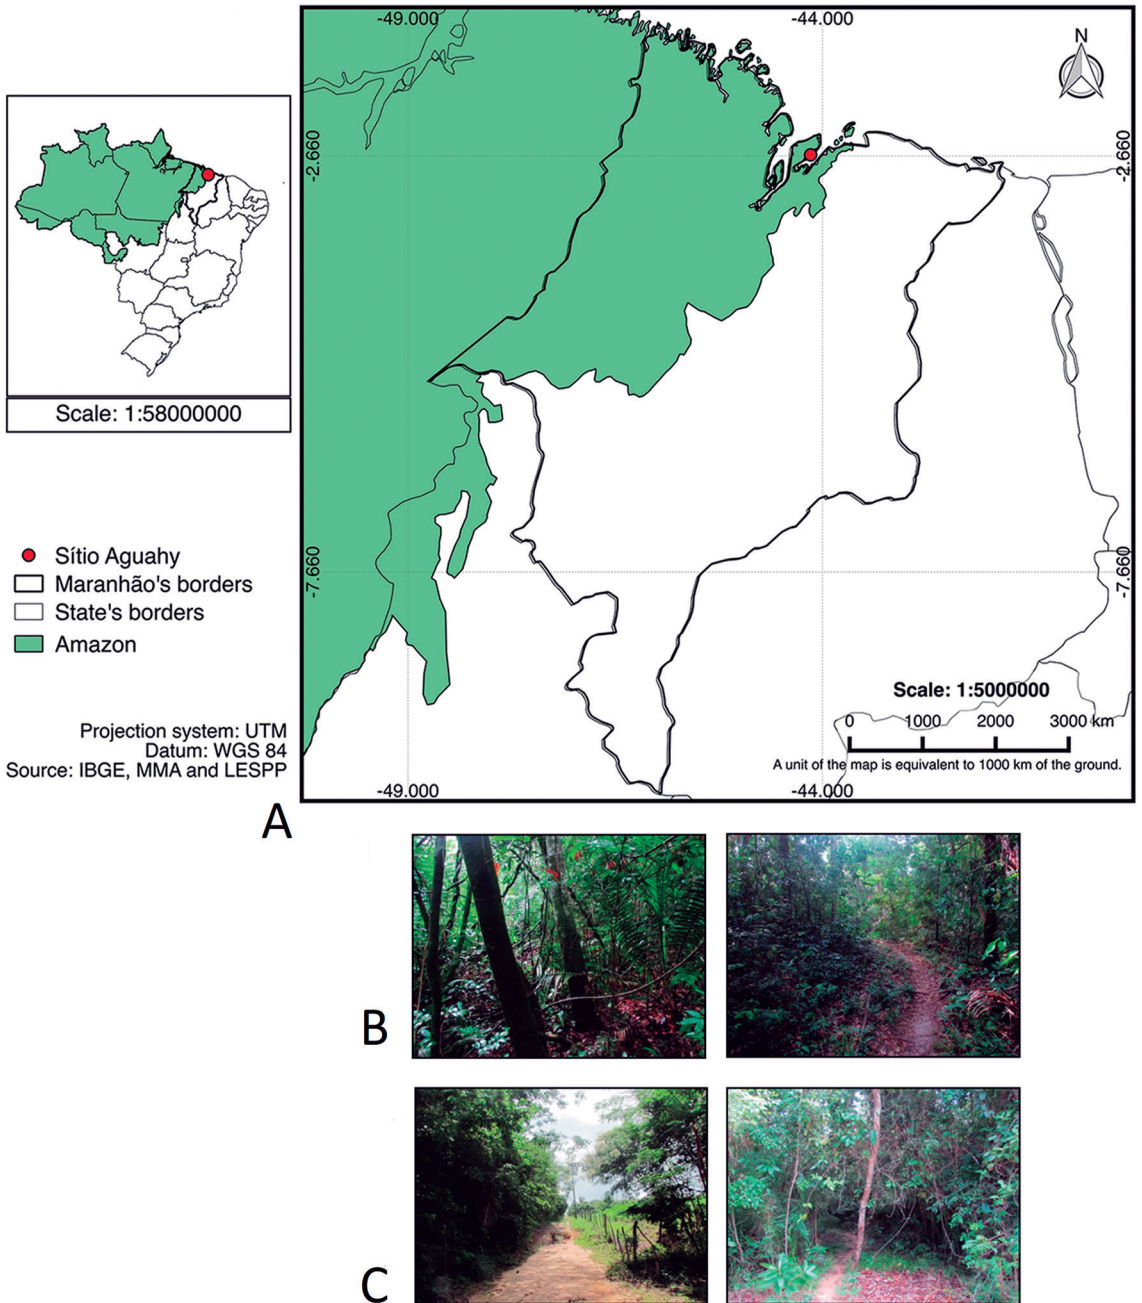 -49.000
-44.000
N
-2.660
-2.660
Scale: 1:58000000
Sítio Aguahy
Maranhão's borders
State's borders
Amazon
-7.660
-7.660
Projection system: UTM
Datum: WGS 84
Source: IBGE, MMA and LESPP
Scale: 1:5000000
0 1000 2000 3000 km
A unit of the map is equivalent to 1000 km of the ground.
-49.000
-44.000
A
B
C